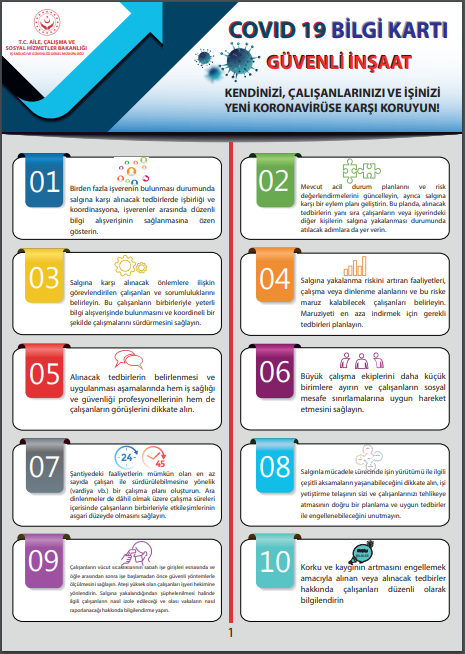 T.C. AİLE, ÇALIŞMA VE
SOSYAL HİZMETLER BAKANLIĞI
İŞ SAĞLIĞI VE GÜVENLİĞİ GENEL MÜDÜRLÜĞÜ
COVID 19 BİLGİ KARTI
GÜVENLİ İNŞAAT
KENDİNİZİ, ÇALIŞANLARINIZI VE İŞİNİZİ
YENİ KORONAVİRÜSE KARŞI KORUYUN!
01
Birden fazla işverenin bulunması durumunda
salgına karşı alınacak tedbirlerde işbirliği ve
koordinasyona, işverenler arasında düzenli
bilgi alışverişinin sağlanmasına özen
gösterin.
02
Mevcut acil durum planlarını ve risk
değerlendirmelerini güncelleyin, ayrıca salgına
karşı bir eylem planı geliştirin. Bu planda, alınacak
tedbirlerin yanı sıra çalışanların veya işyerindeki
diğer kişilerin salgına yakalanması durumunda
atılacak adımlara da yer verin.
03
Salgına karşı alınacak önlemlere ilişkin
görevlendirilen çalışanları ve sorumluluklarını
belirleyin. Bu çalışanların birbirleriyle yeterli
bilgi alışverişinde bulunmasını ve koordineli bir
şekilde çalışmalarını sürdürmesini sağlayın.
04
Salgına yakalanma riskini artıran faaliyetleri,
çalışma veya dinlenme alanlarını ve bu riske
maruz kalabilecek çalışanları belirleyin.
Maruziyeti en aza indirmek için gerekli
tedbirleri planlayın.
05
Alınacak tedbirlerin belirlenmesi ve
uygulanması aşamalarında hem iş sağlığı
ve güvenliği profesyonellerinin hem de
çalışanların görüşlerini dikkate alın.
06
Büyük çalışma ekiplerini daha küçük
birimlere ayırın ve çalışanların sosyal
mesafe sınırlamalarına uygun hareket
etmesini sağlayın.
07
24
45
Şantiyedeki faaliyetlerin mümkün olan en az
sayıda çalışan ile sürdürülebilmesine yönelik
(vardiya vb.) bir çalışma planı oluşturun. Ara
dinlenmeler de dâhil olmak üzere çalışma süreleri
içerisinde çalışanların birbirleriyle etkileşimlerinin
asgari düzeyde olmasını sağlayın.
08
Salgınla mücadele sürecinde işin yürütümü ile ilgili
çeşitli aksamaların yaşanabileceğini dikkate alın, işi
yetiştirme telaşının sizi ve çalışanlarınızı tehlikeye
atmasının doğru bir planlama ve uygun tedbirler
ile engellenebileceğini unutmayın.
09
Çalışanların vücut sıcaklıklarının sabah işe girişleri esnasında ve
öğle arasından sonra işe başlamadan önce güvenli yöntemlerle
ölçülmesini sağlayın. Ateşi yüksek olan çalışanları işyeri hekimine
yönlendirin. Salgına yakalandığından şüphelenilmesi halinde
ilgili çalışanların nasıl izole edileceği ve olası vakaların nasıl
raporlanacağı hakkında bilgilendirme yapın.
10
Korku ve kaygının artmasını engellemek
amacıyla alınan veya alınacak tedbirler
hakkında çalışanları düzenli olarak
bilgilendirin
1